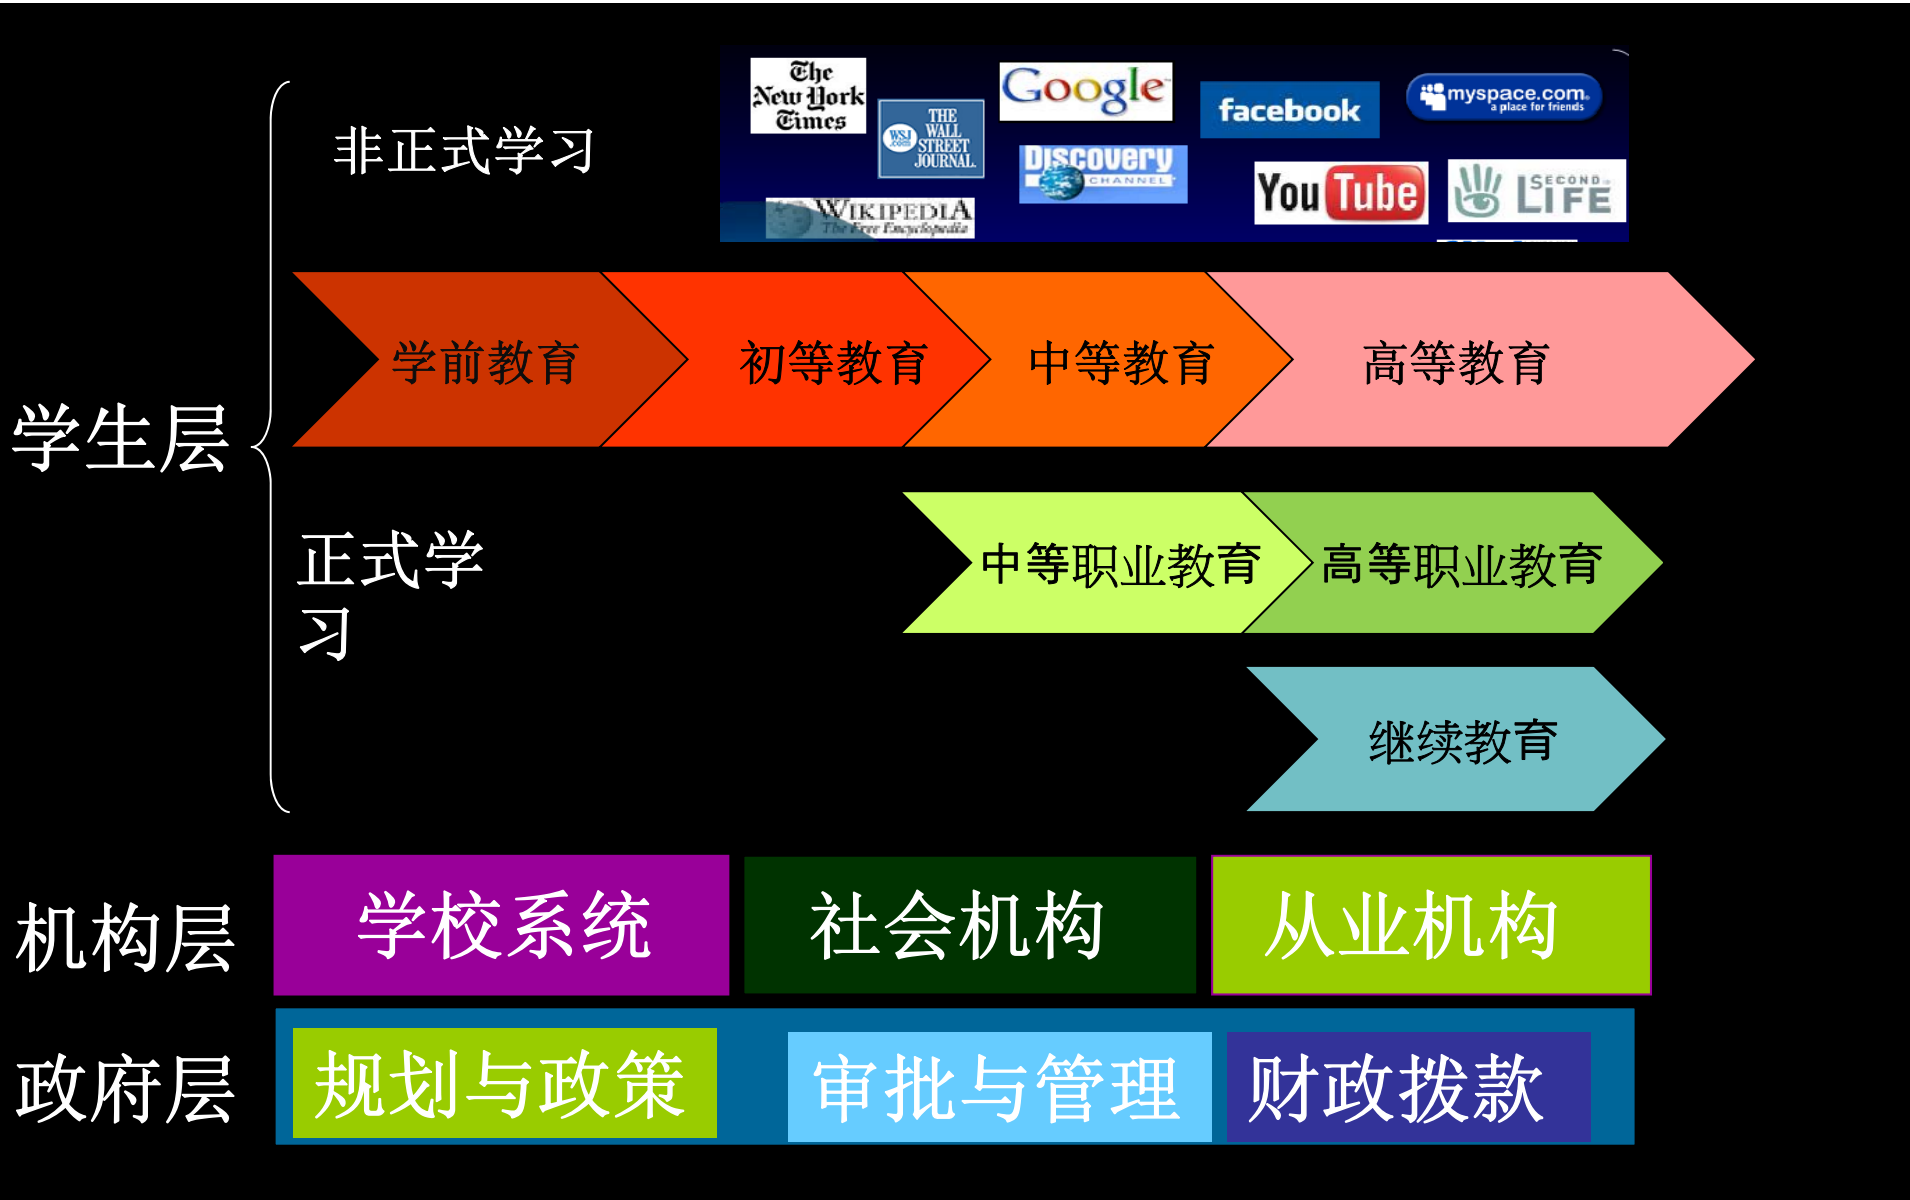 The
New York
Times
THE
WALL
STREET
JOURNAL.
WSJ
.com
Google
facebook
myspace.com.
a place for friends
DISCOVERY
CHANNEL
YouTube
SECOND
LIFE
WIKIPEDIA
The Free Encyclopedia
非正式学习
学前教育
初等教育
中等教育
高等教育
学生层
正式学
习
中等职业教育
高等职业教育
继续教育
机构层
学校系统
社会机构
从业机构
政府层
规划与政策
审批与管理
财政拨款